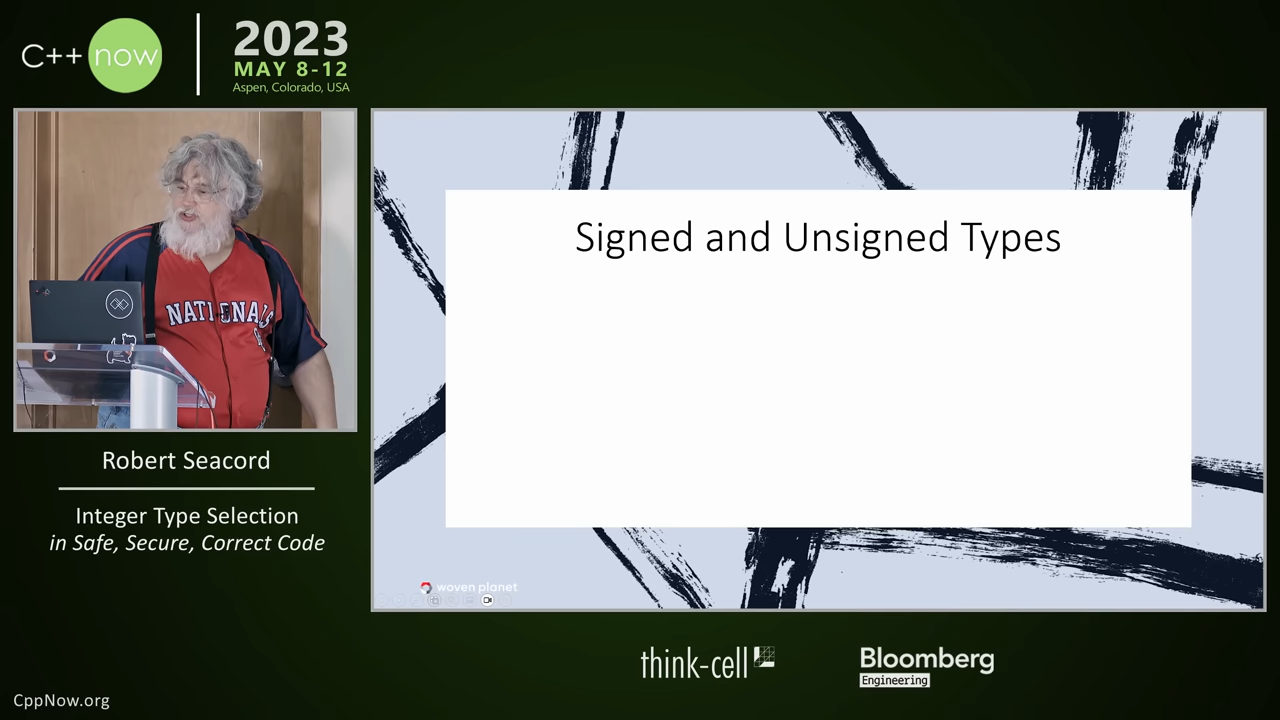 C++ now
2023
MAY 8-12
Aspen, Colorado, USA
Signed and Unsigned Types
NATIONALS
Robert Seacord
Integer Type Selection
in Safe, Secure, Correct Code
woven planet
think-cell
Bloomberg
Engineering
CppNow.org